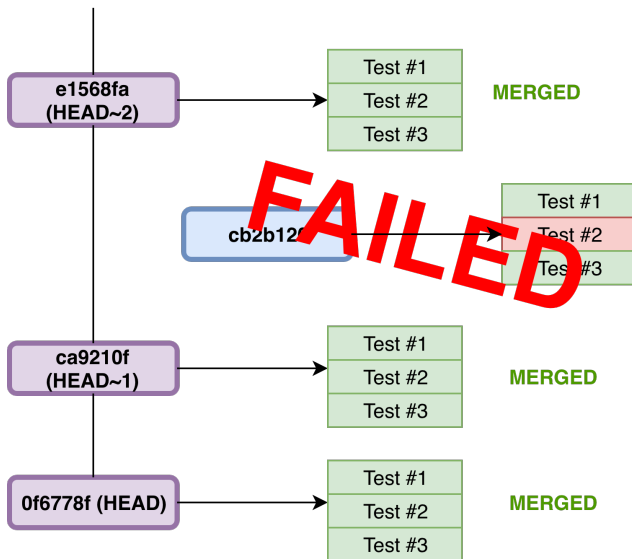 e1568fa
(HEAD~2)
Test #1
Test #2
Test #3
MERGED
FAILED
Test #1
Test #2
Test #3
ca9210f
(HEAD~1)
Test #1
Test #2
Test #3
MERGED
0f6778f (HEAD)
Test #1
Test #2
Test #3
MERGED